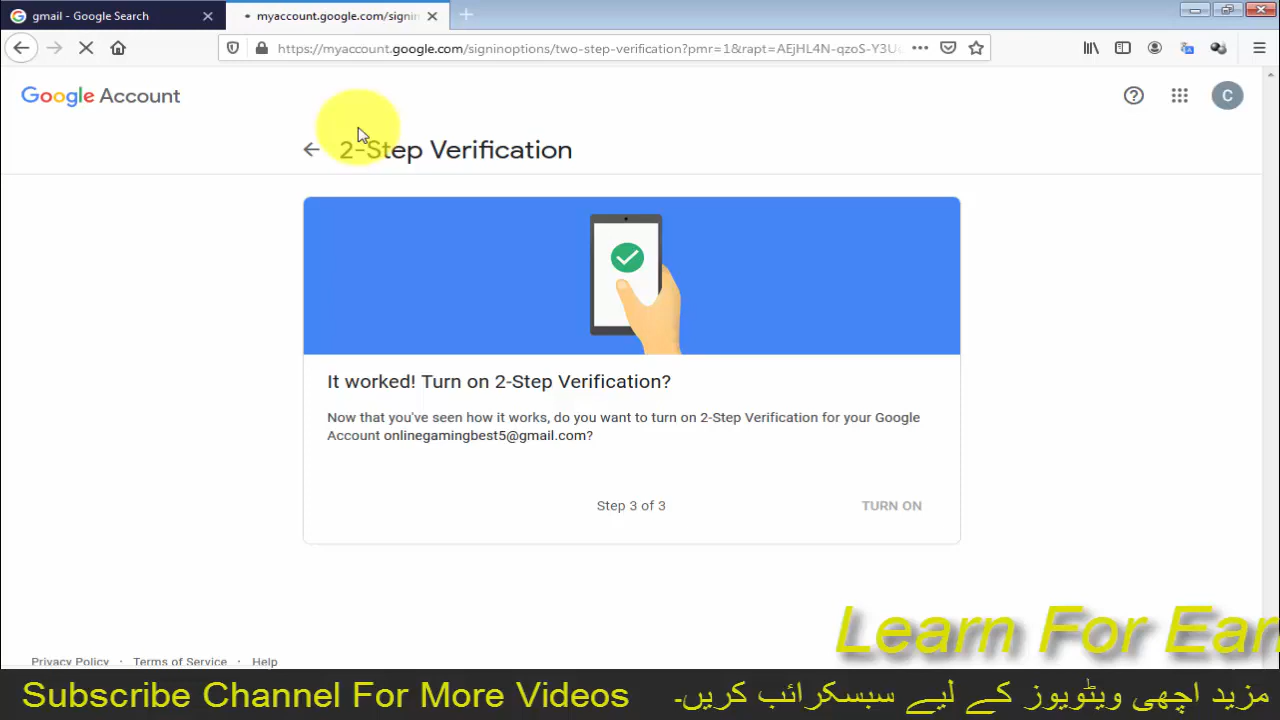 gmail - Google Search
myaccount.google.com/signin
https://myaccount.google.com/signinoptions/two-step-verification?pmr=1&rapt=AEjHL4N-qzoS-Y3Uc
Google Account
C
2-Step Verification
It worked! Turn on 2-Step Verification?
Now that you've seen how it works, do you want to turn on 2-Step Verification for your Google
Account onlinegamingbest5@gmail.com?
Step 3 of 3
TURN ON
Learn For Ear
Privacy Policy · Terms of Service · Help
Subscribe Channel For More Videos
مزید اچھی ویٹویوز کے لیے سبسکرائب کریں۔